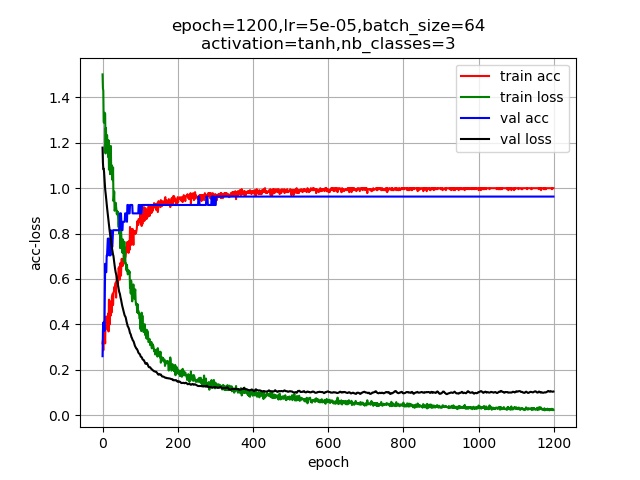 epoch=1200,lr=5e-05,batch_size=64
activation=tanh,nb_classes=3
train acc
train loss
val acc
val loss
acc-loss
1.4
1.2
1.0
0.8
0.6
0.4
0.2
0.0
0 200 400 600 800 1000 1200
epoch